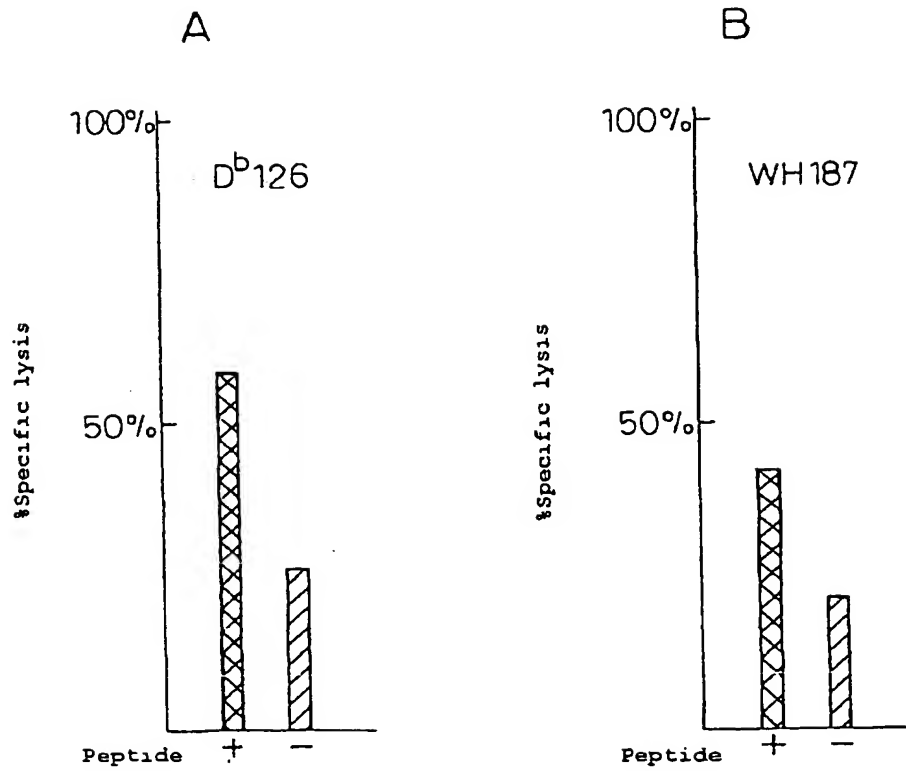 A
100%
D^b126
50%
%Specific lysis
Peptide + −
B
100%
WH187
50%
%Specific lysis
Peptide + −